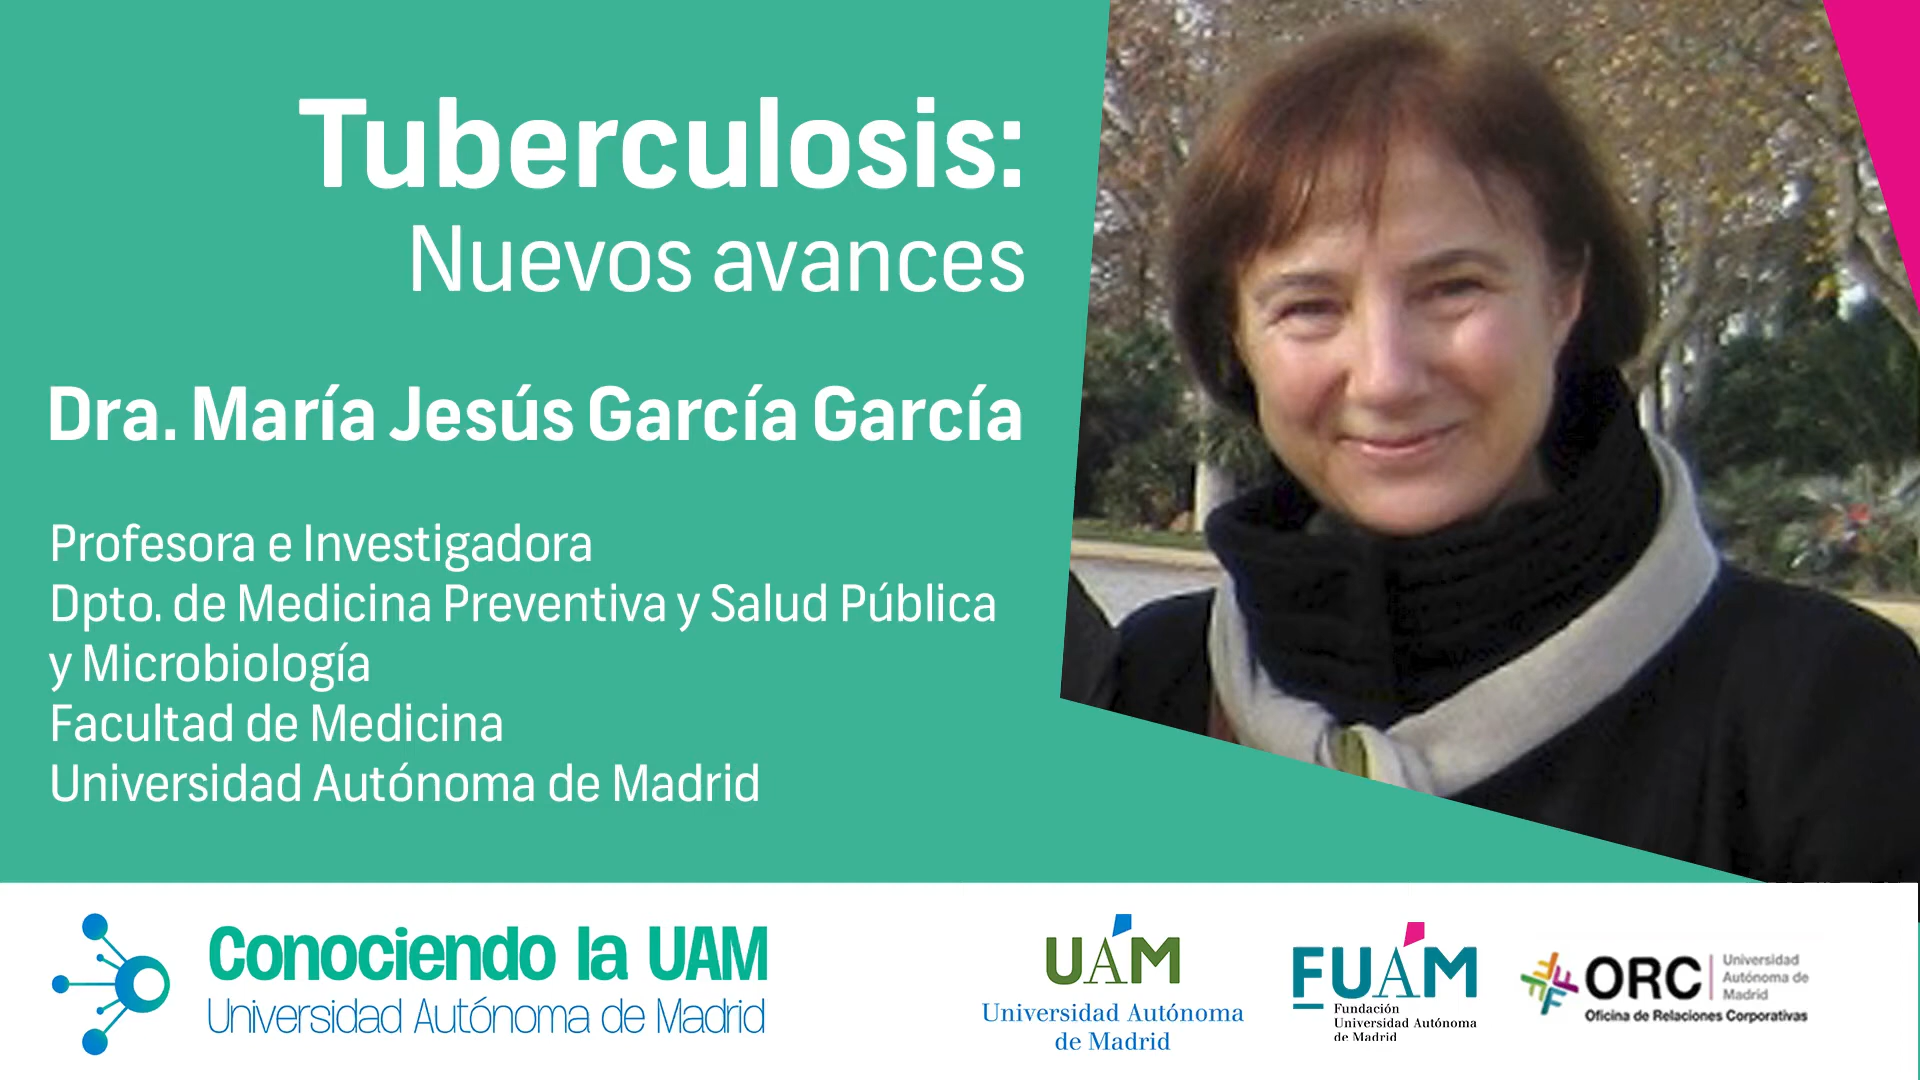 Tuberculosis:
Nuevos avances
Dra. María Jesús García García
Profesora e Investigadora
Dpto. de Medicina Preventiva y Salud Pública
y Microbiología
Facultad de Medicina
Universidad Autónoma de Madrid
Conociendo la UAM
Universidad Autónoma de Madrid
UAM
Universidad Autónoma
de Madrid
FUAM
Fundación
Universidad Autónoma
de Madrid
ORC
Universidad
Autónoma de
Madrid
Oficina de Relaciones Corporativas